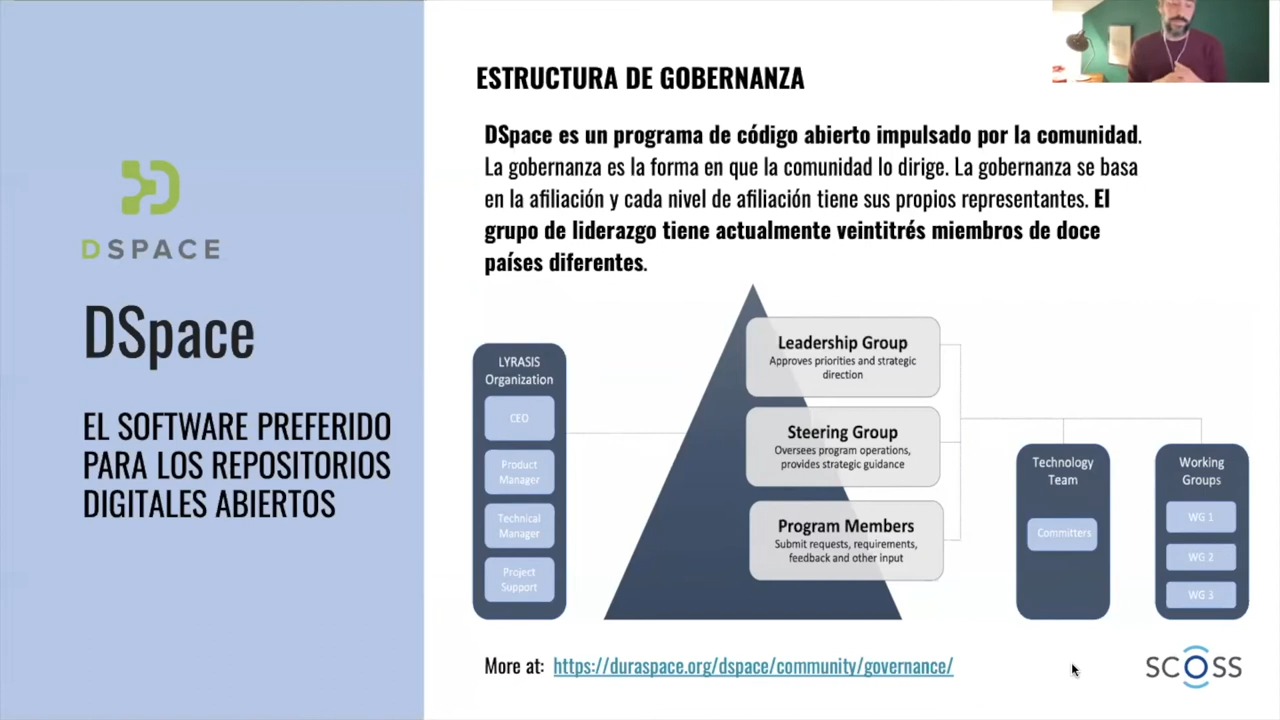 DSPACE
DSpace
EL SOFTWARE PREFERIDO
PARA LOS REPOSITORIOS
DIGITALES ABIERTOS
ESTRUCTURA DE GOBERNANZA
DSpace es un programa de código abierto impulsado por la comunidad.
La gobernanza es la forma en que la comunidad lo dirige. La gobernanza se basa
en la afiliación y cada nivel de afiliación tiene sus propios representantes. El
grupo de liderazgo tiene actualmente veintitrés miembros de doce
países diferentes.
LYRASIS
Organization
CEO
Product
Manager
Technical
Manager
Project
Support
Leadership Group
Approves priorities and strategic
direction
Steering Group
Oversees program operations,
provides strategic guidance
Program Members
Submit requests, requirements,
feedback and other input
Technology
Team
Committers
Working
Groups
WG 1
WG 2
WG 3
More at: https://duraspace.org/dspace/community/governance/
SCOSS